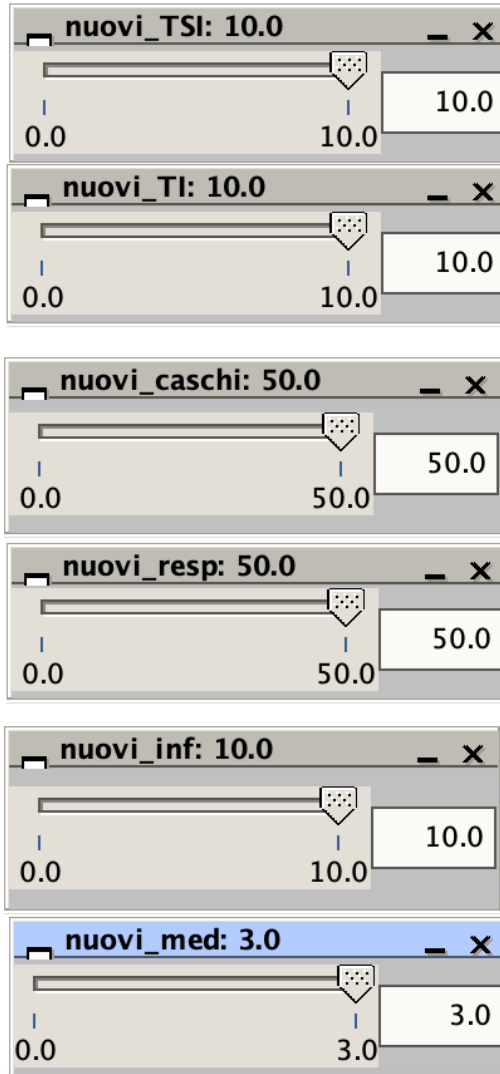 nuovi_TSI: 10.0
10.0
0.0 10.0
nuovi_TI: 10.0
10.0
0.0 10.0
nuovi_caschi: 50.0
50.0
0.0 50.0
nuovi_resp: 50.0
50.0
0.0 50.0
nuovi_inf: 10.0
10.0
0.0 10.0
nuovi_med: 3.0
3.0
0.0 3.0